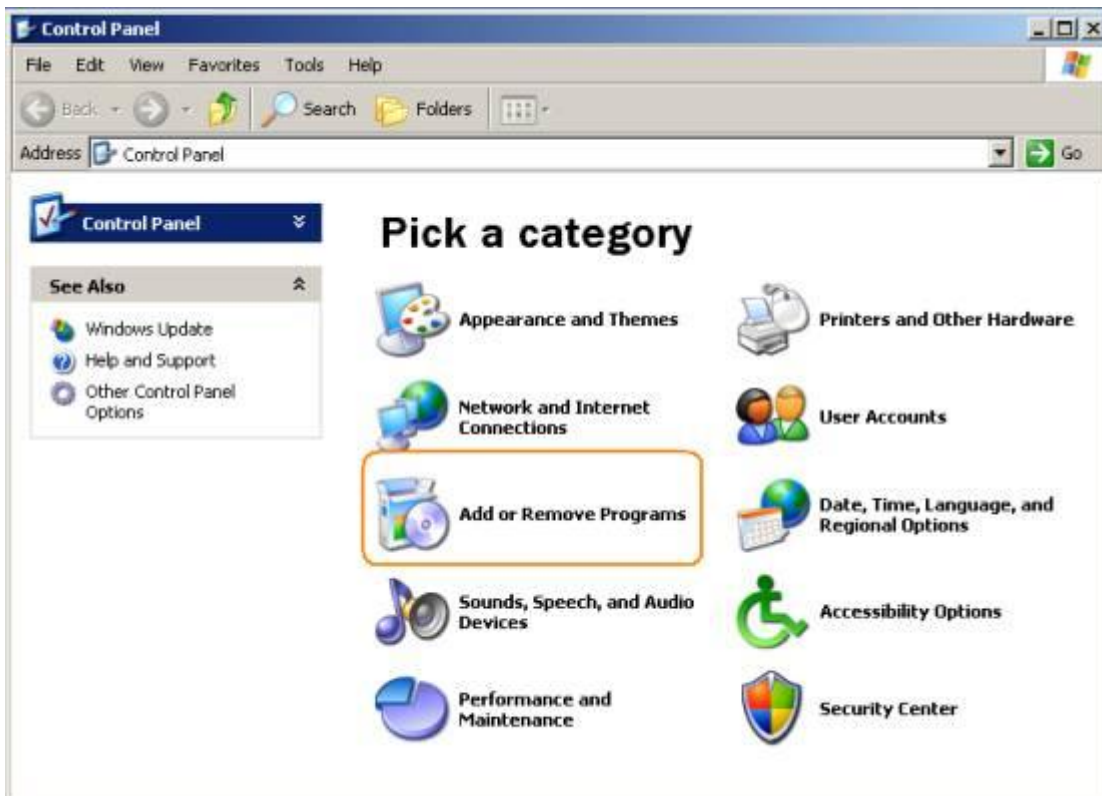 Control Panel
File Edit View Favorites Tools Help
Back Search Folders
Address Control Panel Go
Control Panel
See Also
Windows Update
Help and Support
Other Control Panel
Options
Pick a category
Appearance and Themes
Printers and Other Hardware
Network and Internet
Connections
User Accounts
Add or Remove Programs
Date, Time, Language, and
Regional Options
Sounds, Speech, and Audio
Devices
Accessibility Options
Performance and
Maintenance
Security Center